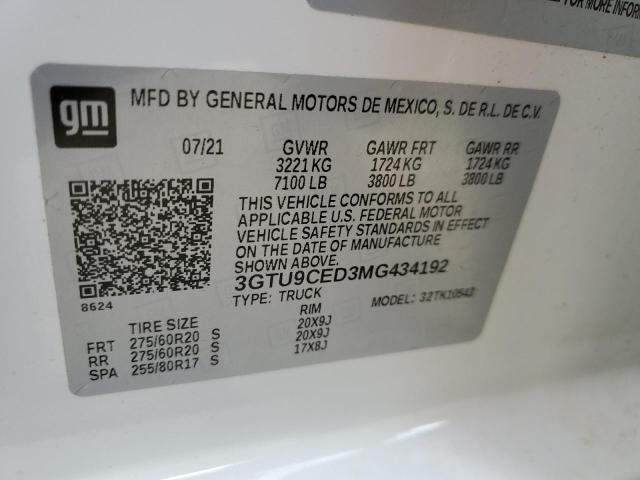 FOR MORE INFORM
gm MFD BY GENERAL MOTORS DE MEXICO, S. DE R.L. DE C.V.
07/21 GVWR GAWR FRT GAWR RR
3221 KG 1724 KG 1724 KG
7100 LB 3800 LB 3800 LB
THIS VEHICLE CONFORMS TO ALL
APPLICABLE U.S. FEDERAL MOTOR
VEHICLE SAFETY STANDARDS IN EFFECT
ON THE DATE OF MANUFACTURE
SHOWN ABOVE.
3GTU9CED3MG434192
8624
TYPE: TRUCK MODEL: 32TK10543
TIRE SIZE RIM
FRT 275/60R20 S 20X9J
RR 275/60R20 S 20X9J
SPA 255/80R17 S 17X8J